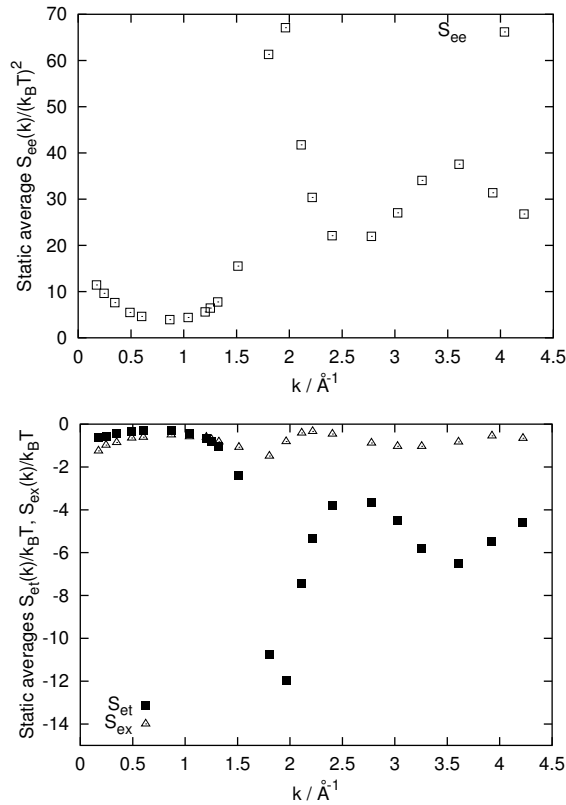 Static average S_ee(k)/(k_BT)^2
70
60
50
40
30
20
10
0
S_ee
0 0.5 1 1.5 2 2.5 3 3.5 4 4.5
k / Å^-1
Static averages S_et(k)/k_BT, S_ex(k)/k_BT
0
-2
-4
-6
-8
-10
-12
-14
S_et
S_ex
0 0.5 1 1.5 2 2.5 3 3.5 4 4.5
k / Å^-1